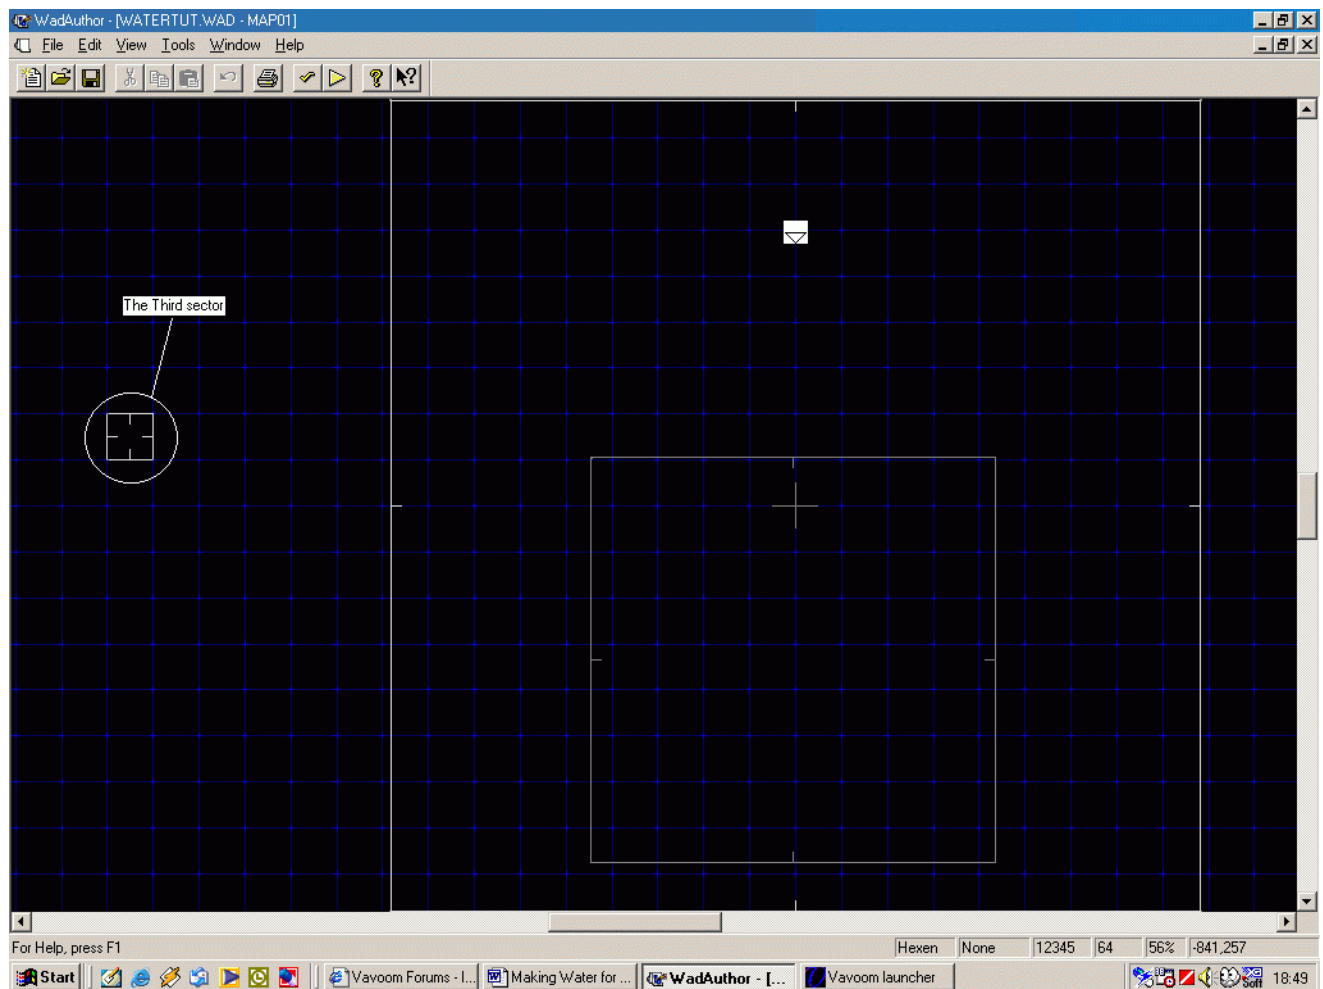 WadAuthor - [WATERTUT.WAD - MAP01]
File Edit View Tools Window Help
The Third sector
For Help, press F1
Hexen None 12345 64 56% -841,257
Start Vavoom Forums - I... Making Water for ... WadAuthor - [... Vavoom launcher 18:49